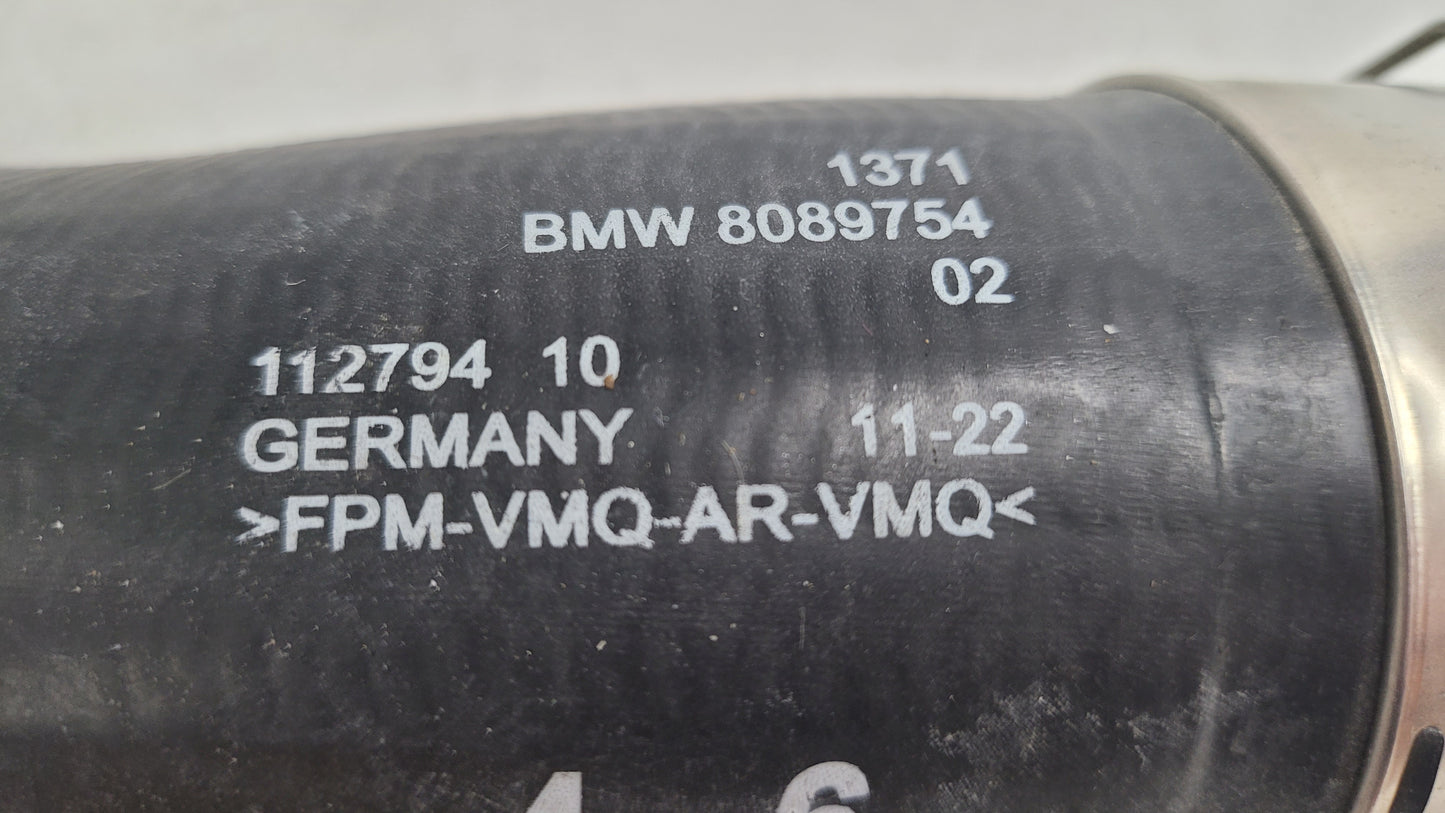 1371
BMW 8089754
02
112794 10
GERMANY 11-22
>FPM-VMQ-AR-VMQ<